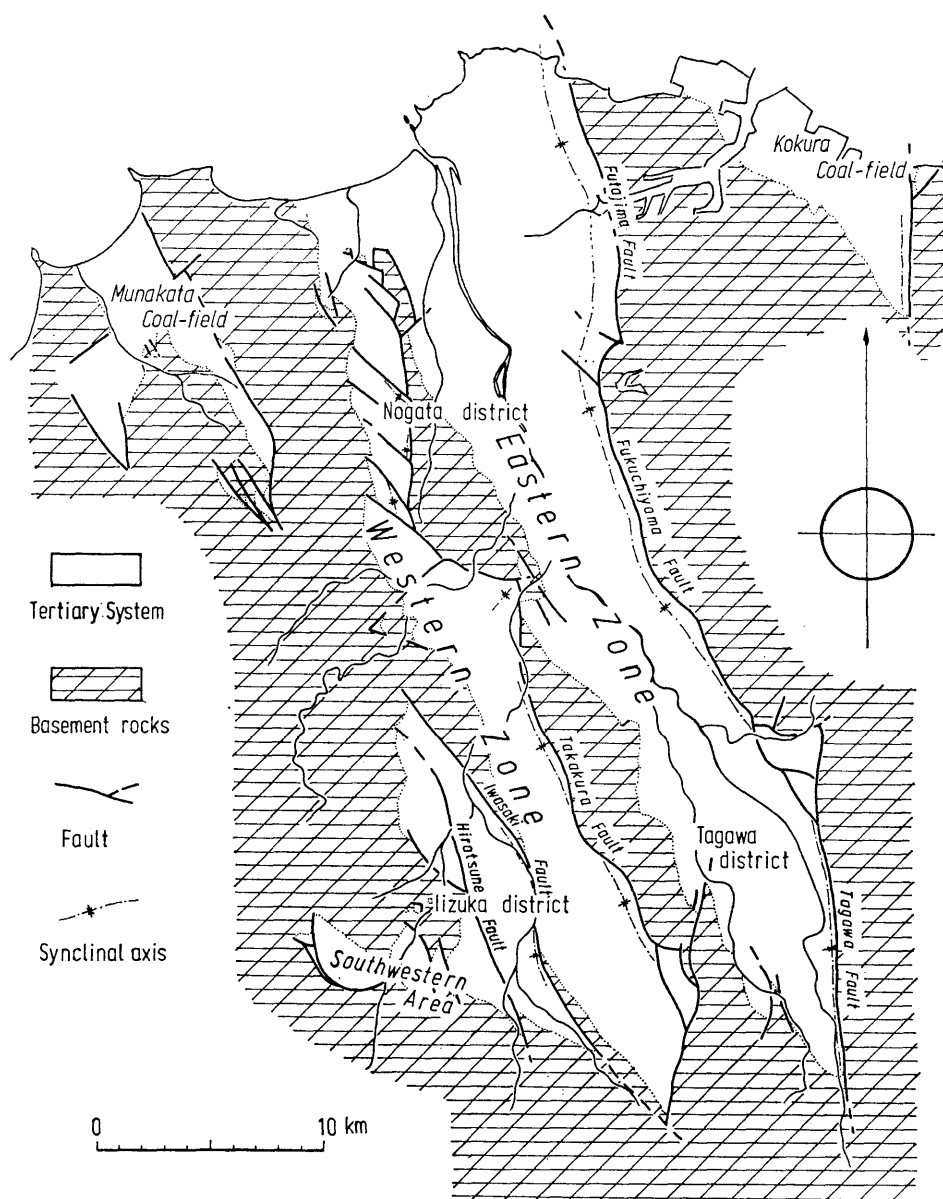 Kokura
Coal-field
Futajima Fault
Munakata
Coal-field
Nogata district
Eastern Zone
Fukuchiyama Fault
Western Zone
Tertiary System
Basement rocks
Fault
Synclinal axis
Takakura Fault
Iwasaki Fault
Hiratsune Fault
Tagawa
district
Iizuka district
Tagawa Fault
Southwestern
Area
0 10 km